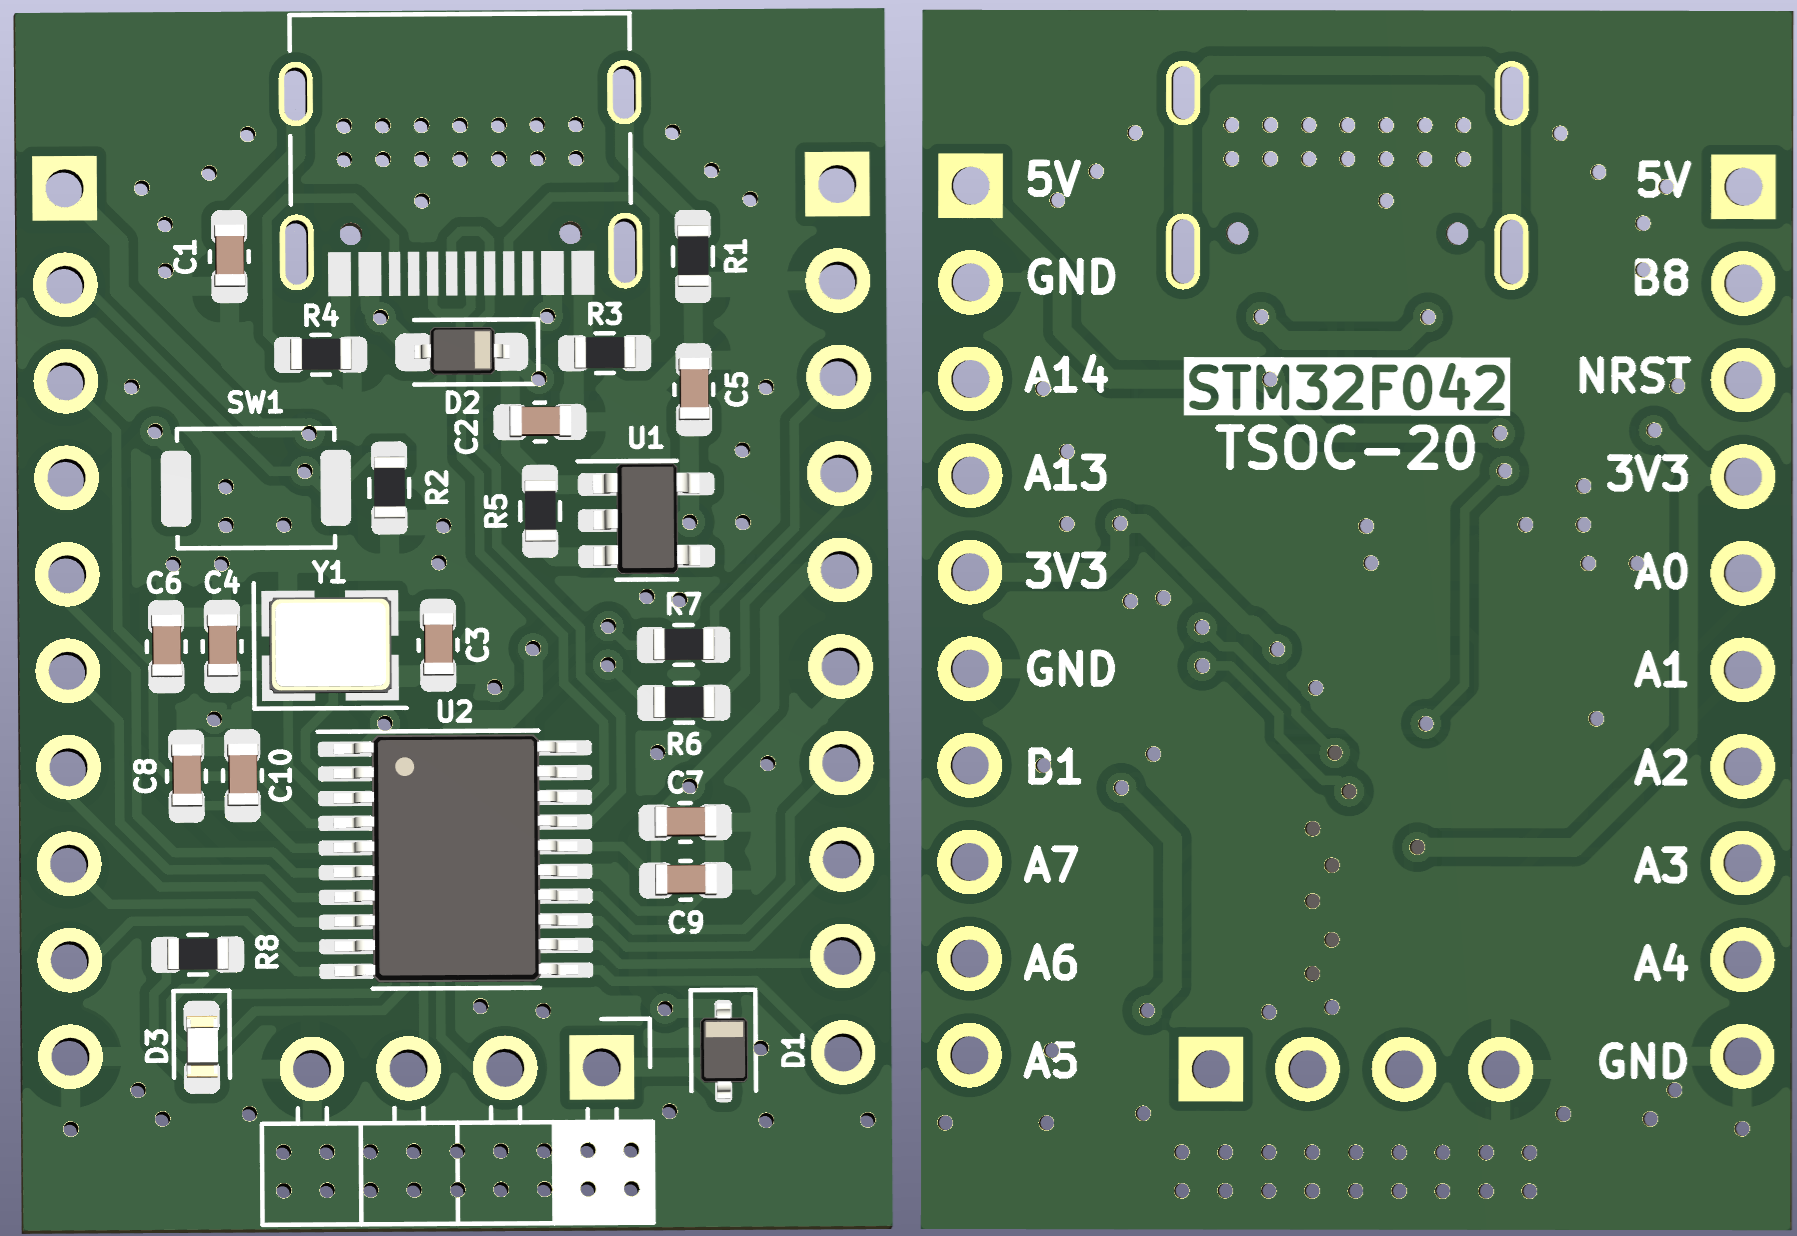 C1
R1
R4
R3
SW1
D2
C2
C5
U1
R2
R5
C6
C4
Y1
C3
R7
U2
R6
C8
C10
C7
C9
R8
D3
D1
5V
GND
A14
A13
3V3
GND
B1
A7
A6
A5
STM32F042
TSOC-20
5V
B8
NRST
3V3
A0
A1
A2
A3
A4
GND